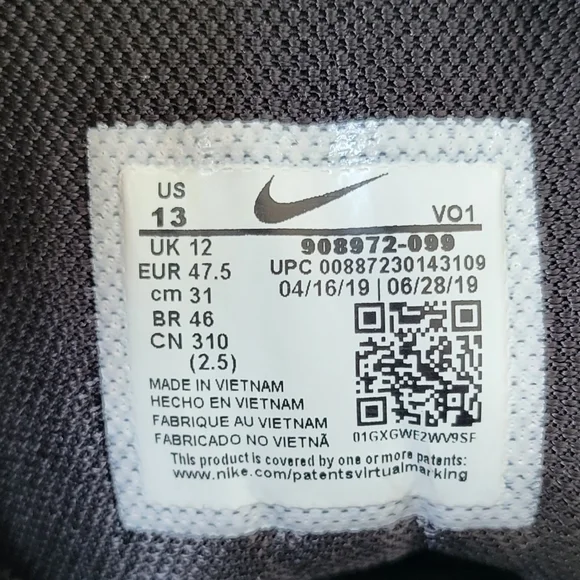 US
13 VO1
UK 12 908972-099
EUR 47.5 UPC 00887230143109
cm 31 04/16/19 | 06/28/19
BR 46
CN 310
(2.5)
MADE IN VIETNAM
HECHO EN VIETNAM
FABRIQUE AU VIETNAM
FABRICADO NO VIETNÃ
01GXGWE2WV9SF
This product is covered by one or more patents:
www.nike.com/patentsvirtualmarking